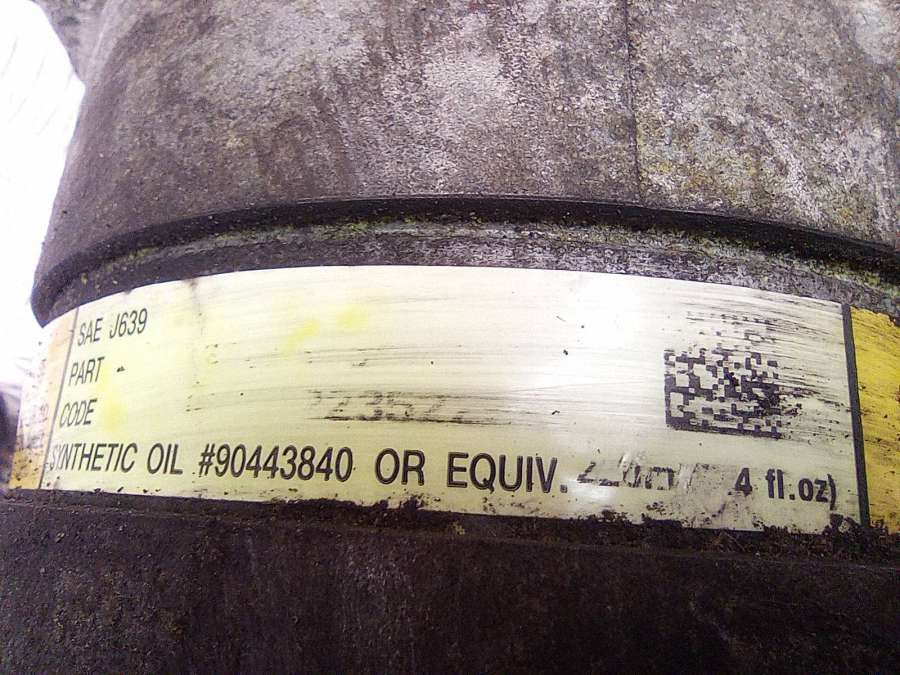 SAE J639
PART
CODE
SYNTHETIC OIL #90443840 OR EQUIV. 4 fl.oz)